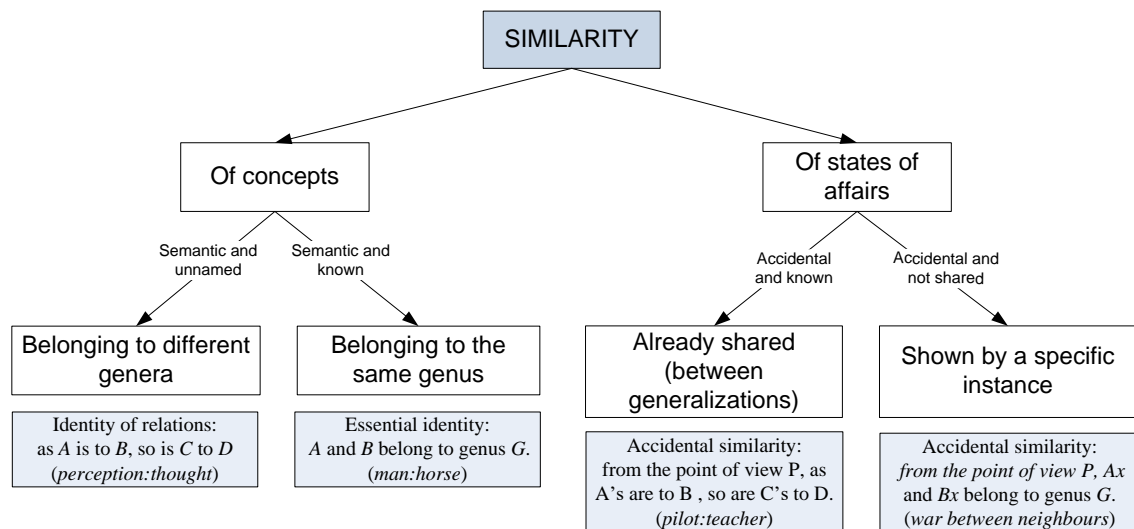 SIMILARITY
Of concepts
Of states of
affairs
Semantic and
unnamed
Semantic and
known
Accidental
and known
Accidental and
not shared
Belonging to different
genera
Belonging to the
same genus
Already shared
(between
generalizations)
Shown by a specific
instance
Identity of relations:
as A is to B, so is C to D
(perception:thought)
Essential identity:
A and B belong to genus G.
(man:horse)
Accidental similarity:
from the point of view P, as
A's are to B , so are C's to D.
(pilot:teacher)
Accidental similarity:
from the point of view P, Ax
and Bx belong to genus G.
(war between neighbours)